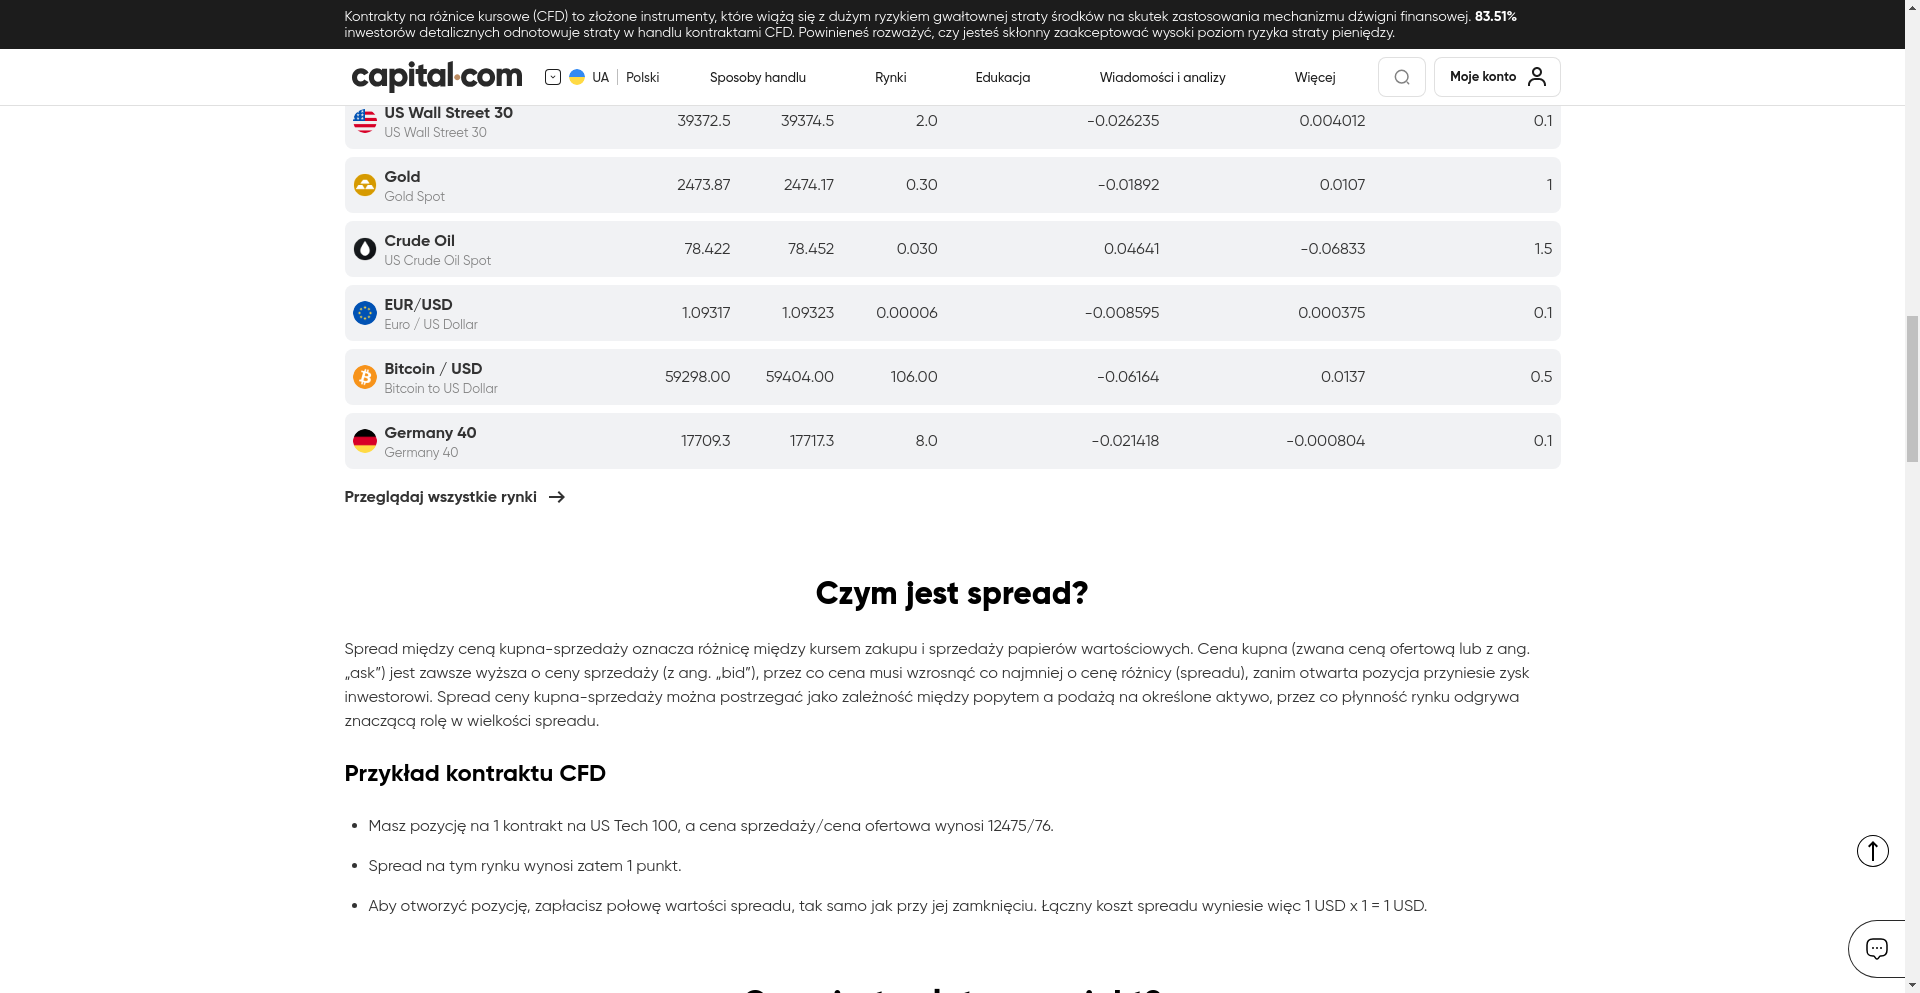 Kontrakty na różnice kursowe (CFD) to złożone instrumenty, które wiążą się z dużym ryzykiem gwałtownej straty środków na skutek zastosowania mechanizmu dźwigni finansowej. 83.51%
inwestorów detalicznych odnotowuje straty w handlu kontraktami CFD. Powinieneś rozważyć, czy jesteś skłonny zaakceptować wysoki poziom ryzyka straty pieniędzy.
capital.com UA Polski Sposoby handlu Rynki Edukacja Wiadomości i analizy Więcej Moje konto
US Wall Street 30 39372.5 39374.5 2.0 -0.026235 0.004012 0.1
US Wall Street 30
Gold 2473.87 2474.17 0.30 -0.01892 0.0107 1
Gold Spot
Crude Oil 78.422 78.452 0.030 0.04641 -0.06833 1.5
US Crude Oil Spot
EUR/USD 1.09317 1.09323 0.00006 -0.008595 0.000375 0.1
Euro / US Dollar
Bitcoin / USD 59298.00 59404.00 106.00 -0.06164 0.0137 0.5
Bitcoin to US Dollar
Germany 40 17709.3 17717.3 8.0 -0.021418 -0.000804 0.1
Germany 40
Przeglądaj wszystkie rynki
Czym jest spread?
Spread między ceną kupna-sprzedaży oznacza różnicę między kursem zakupu i sprzedaży papierów wartościowych. Cena kupna (zwana ceną ofertową lub z ang.
„ask”) jest zawsze wyższa o ceny sprzedaży (z ang. „bid”), przez co cena musi wzrosnąć co najmniej o cenę różnicy (spreadu), zanim otwarta pozycja przyniesie zysk
inwestorowi. Spread ceny kupna-sprzedaży można postrzegać jako zależność między popytem a podażą na określone aktywo, przez co płynność rynku odgrywa
znaczącą rolę w wielkości spreadu.
Przykład kontraktu CFD
• Masz pozycję na 1 kontrakt na US Tech 100, a cena sprzedaży/cena ofertowa wynosi 12475/76.
• Spread na tym rynku wynosi zatem 1 punkt.
• Aby otworzyć pozycję, zapłacisz połowę wartości spreadu, tak samo jak przy jej zamknięciu. Łączny koszt spreadu wyniesie więc 1 USD x 1 = 1 USD.